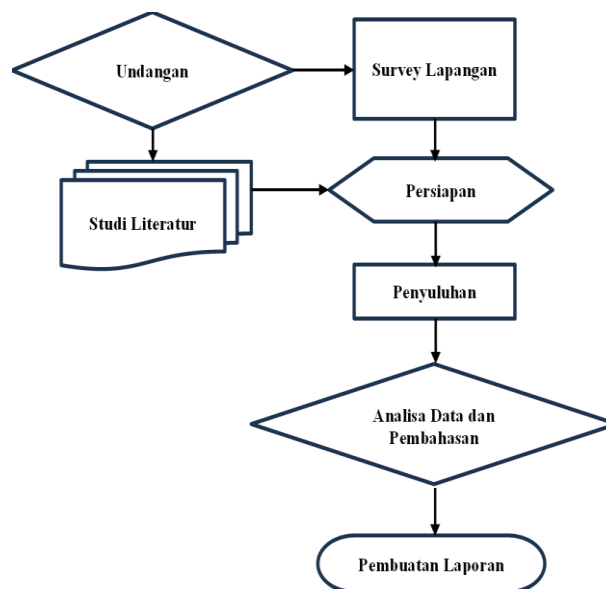 Undangan
Survey Lapangan
Studi Literatur
Persiapan
Penyuluhan
Analisa Data dan
Pembahasan
Pembuatan Laporan